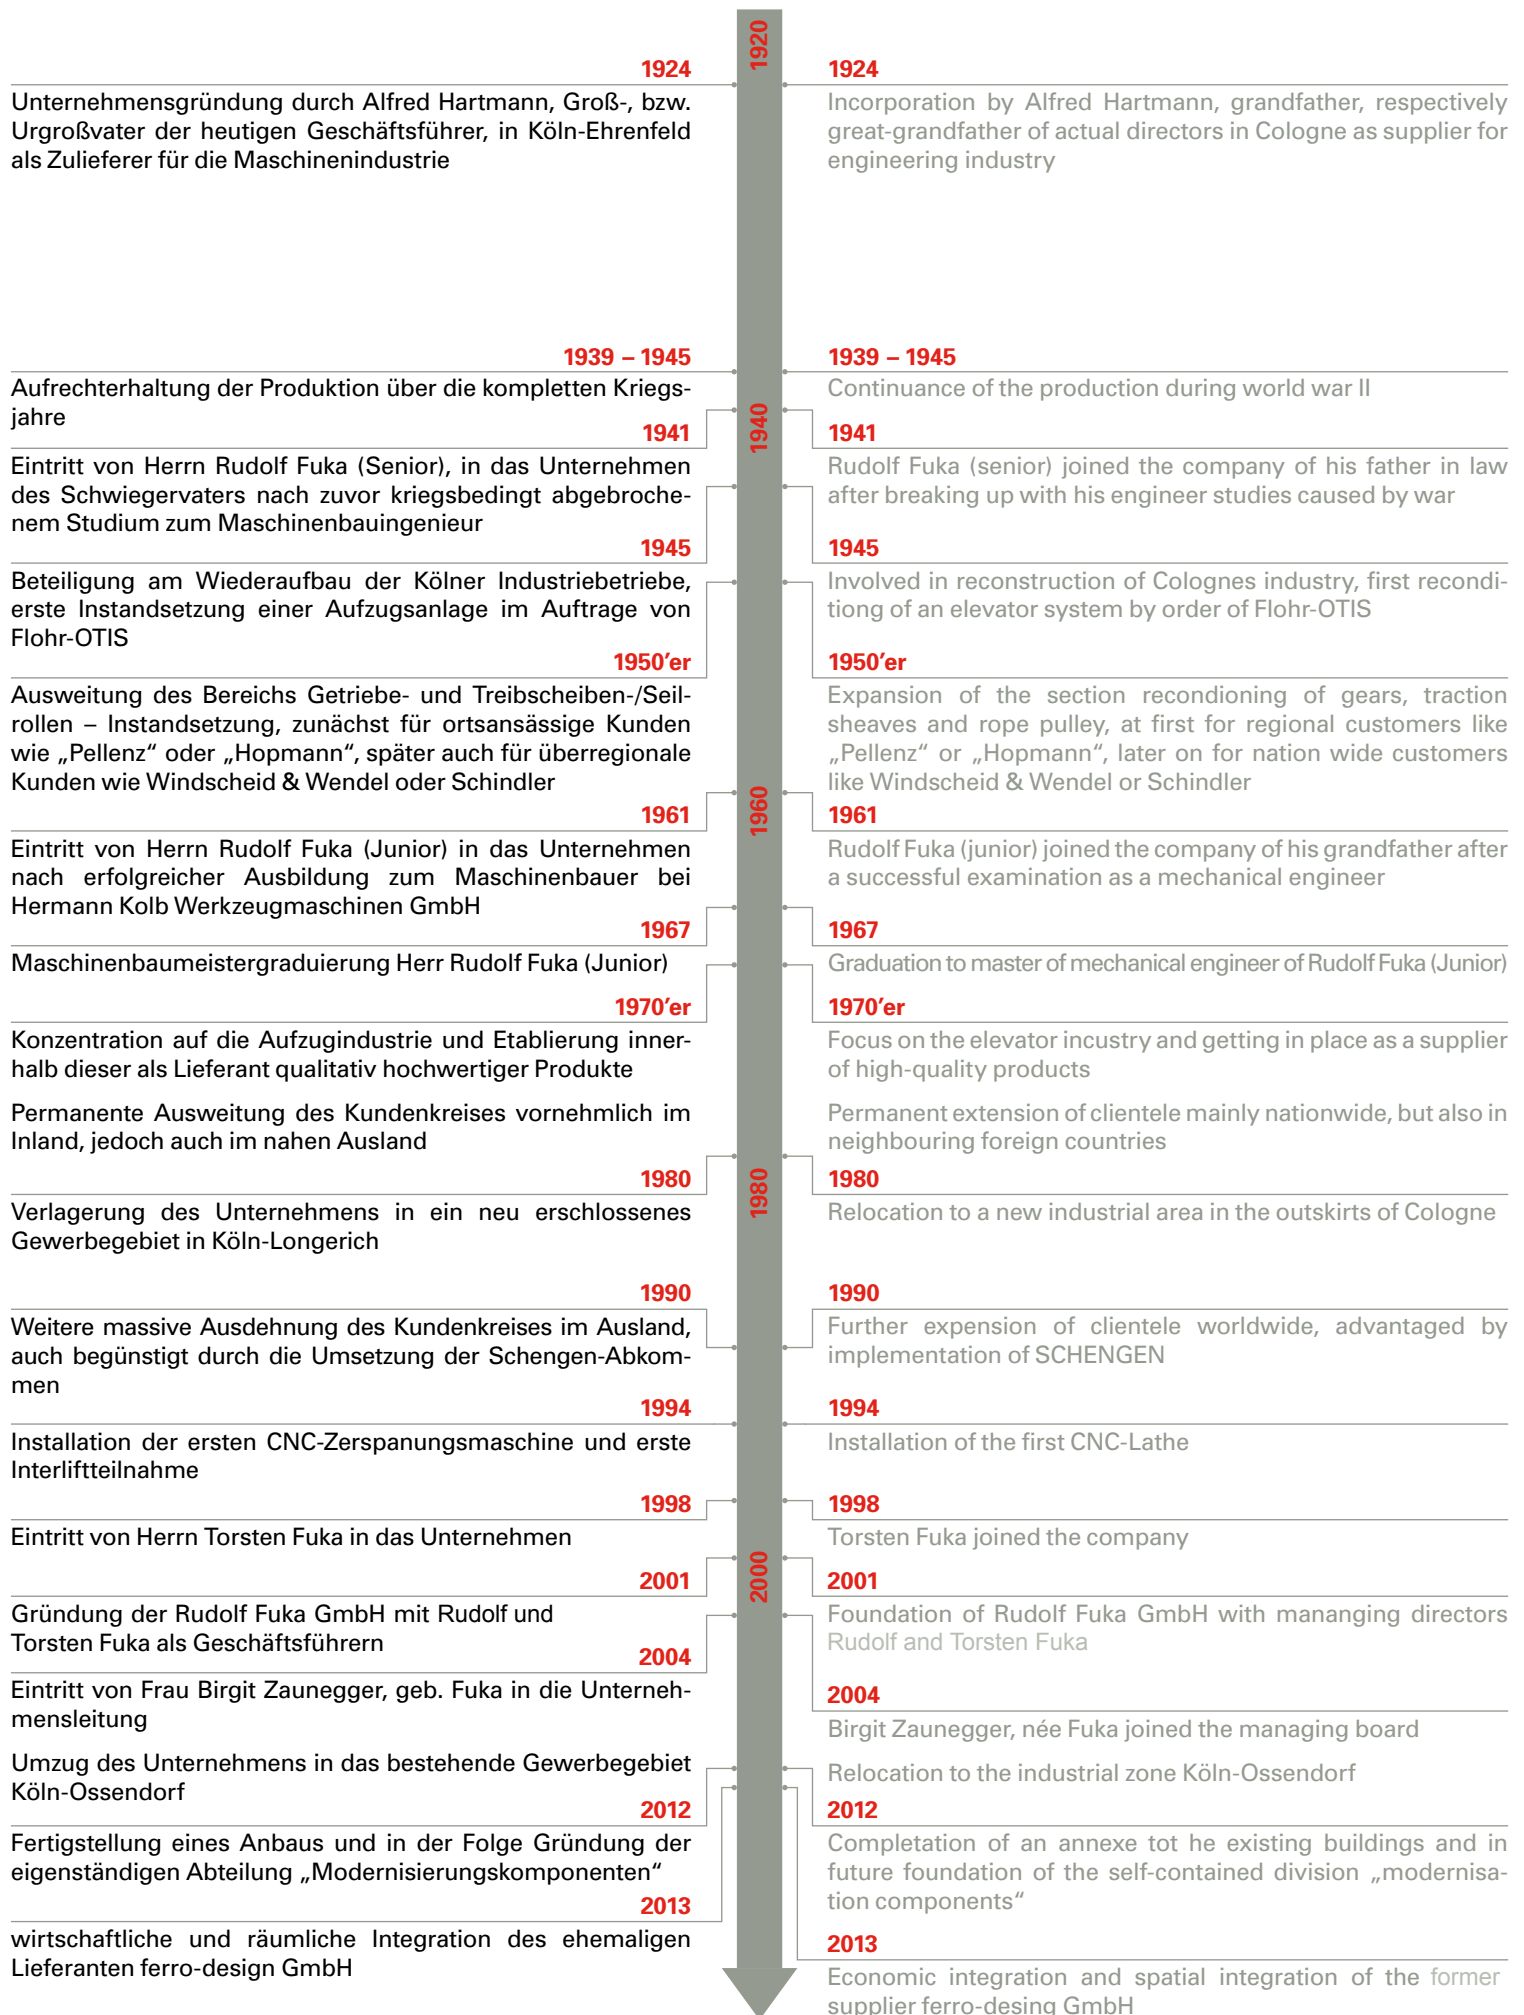 1920
1924
Unternehmensgründung durch Alfred Hartmann, Groß-, bzw.
Urgroßvater der heutigen Geschäftsführer, in Köln-Ehrenfeld
als Zulieferer für die Maschinenindustrie
1924
Incorporation by Alfred Hartmann, grandfather, respectively
great-grandfather of actual directors in Cologne as supplier for
engineering industry
1939 – 1945
Aufrechterhaltung der Produktion über die kompletten Kriegs-
jahre
1939 – 1945
Continuance of the production during world war II
1940
1941
Eintritt von Herrn Rudolf Fuka (Senior), in das Unternehmen
des Schwiegervaters nach zuvor kriegsbedingt abgebroche-
nem Studium zum Maschinenbauingenieur
1941
Rudolf Fuka (senior) joined the company of his father in law
after breaking up with his engineer studies caused by war
1945
Beteiligung am Wiederaufbau der Kölner Industriebetriebe,
erste Instandsetzung einer Aufzugsanlage im Auftrage von
Flohr-OTIS
1945
Involved in reconstruction of Colognes industry, first recondi-
tiong of an elevator system by order of Flohr-OTIS
1950′er
Ausweitung des Bereichs Getriebe- und Treibscheiben-/Seil-
rollen – Instandsetzung, zunächst für ortsansässige Kunden
wie „Pellenz“ oder „Hopmann“, später auch für überregionale
Kunden wie Windscheid & Wendel oder Schindler
1950′er
Expansion of the section recondioning of gears, traction
sheaves and rope pulley, at first for regional customers like
„Pellenz“ or „Hopmann“, later on for nation wide customers
like Windscheid & Wendel or Schindler
1960
1961
Eintritt von Herrn Rudolf Fuka (Junior) in das Unternehmen
nach erfolgreicher Ausbildung zum Maschinenbauer bei
Hermann Kolb Werkzeugmaschinen GmbH
1961
Rudolf Fuka (junior) joined the company of his grandfather after
a successful examination as a mechanical engineer
1967
Maschinenbaumeistergraduierung Herr Rudolf Fuka (Junior)
1967
Graduation to master of mechanical engineer of Rudolf Fuka (Junior)
1970′er
Konzentration auf die Aufzugindustrie und Etablierung inner-
halb dieser als Lieferant qualitativ hochwertiger Produkte
Permanente Ausweitung des Kundenkreises vornehmlich im
Inland, jedoch auch im nahen Ausland
1970′er
Focus on the elevator incustry and getting in place as a supplier
of high-quality products
Permanent extension of clientele mainly nationwide, but also in
neighbouring foreign countries
1980
1980
Verlagerung des Unternehmens in ein neu erschlossenes
Gewerbegebiet in Köln-Longerich
1980
Relocation to a new industrial area in the outskirts of Cologne
1990
Weitere massive Ausdehnung des Kundenkreises im Ausland,
auch begünstigt durch die Umsetzung der Schengen-Abkom-
men
1990
Further expension of clientele worldwide, advantaged by
implementation of SCHENGEN
1994
Installation der ersten CNC-Zerspanungsmaschine und erste
Interliftteilnahme
1994
Installation of the first CNC-Lathe
1998
Eintritt von Herrn Torsten Fuka in das Unternehmen
1998
Torsten Fuka joined the company
2000
2001
Gründung der Rudolf Fuka GmbH mit Rudolf und
Torsten Fuka als Geschäftsführern
2001
Foundation of Rudolf Fuka GmbH with mananging directors
Rudolf and Torsten Fuka
2004
Eintritt von Frau Birgit Zaunegger, geb. Fuka in die Unterneh-
mensleitung
Umzug des Unternehmens in das bestehende Gewerbegebiet
Köln-Ossendorf
2004
Birgit Zaunegger, née Fuka joined the managing board
Relocation to the industrial zone Köln-Ossendorf
2012
Fertigstellung eines Anbaus und in der Folge Gründung der
eigenständigen Abteilung „Modernisierungskomponenten“
2012
Completation of an annexe tot he existing buildings and in
future foundation of the self-contained division „modernisa-
tion components“
2013
wirtschaftliche und räumliche Integration des ehemaligen
Lieferanten ferro-design GmbH
2013
Economic integration and spatial integration of the former
supplier ferro-desing GmbH